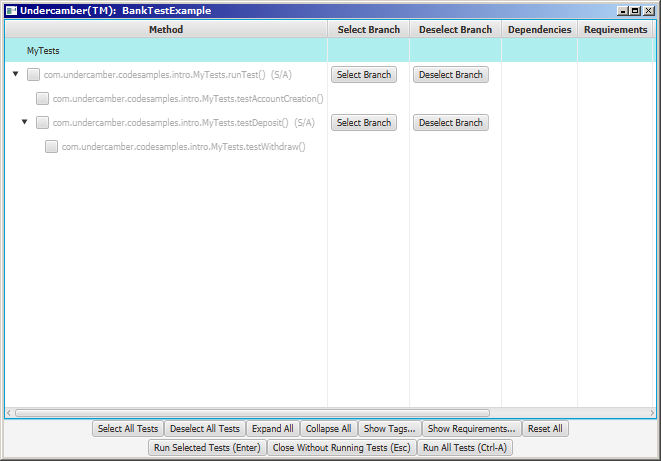 Undercamber(TM):  BankTestExample
Method Select Branch Deselect Branch Dependencies Requirements
MyTests
com.undercamber.codesamples.intro.MyTests.runTest()  (S/A) Select Branch Deselect Branch
com.undercamber.codesamples.intro.MyTests.testAccountCreation()
com.undercamber.codesamples.intro.MyTests.testDeposit()  (S/A) Select Branch Deselect Branch
com.undercamber.codesamples.intro.MyTests.testWithdraw()
Select All Tests Deselect All Tests Expand All Collapse All Show Tags... Show Requirements... Reset All
Run Selected Tests (Enter) Close Without Running Tests (Esc) Run All Tests (Ctrl-A)